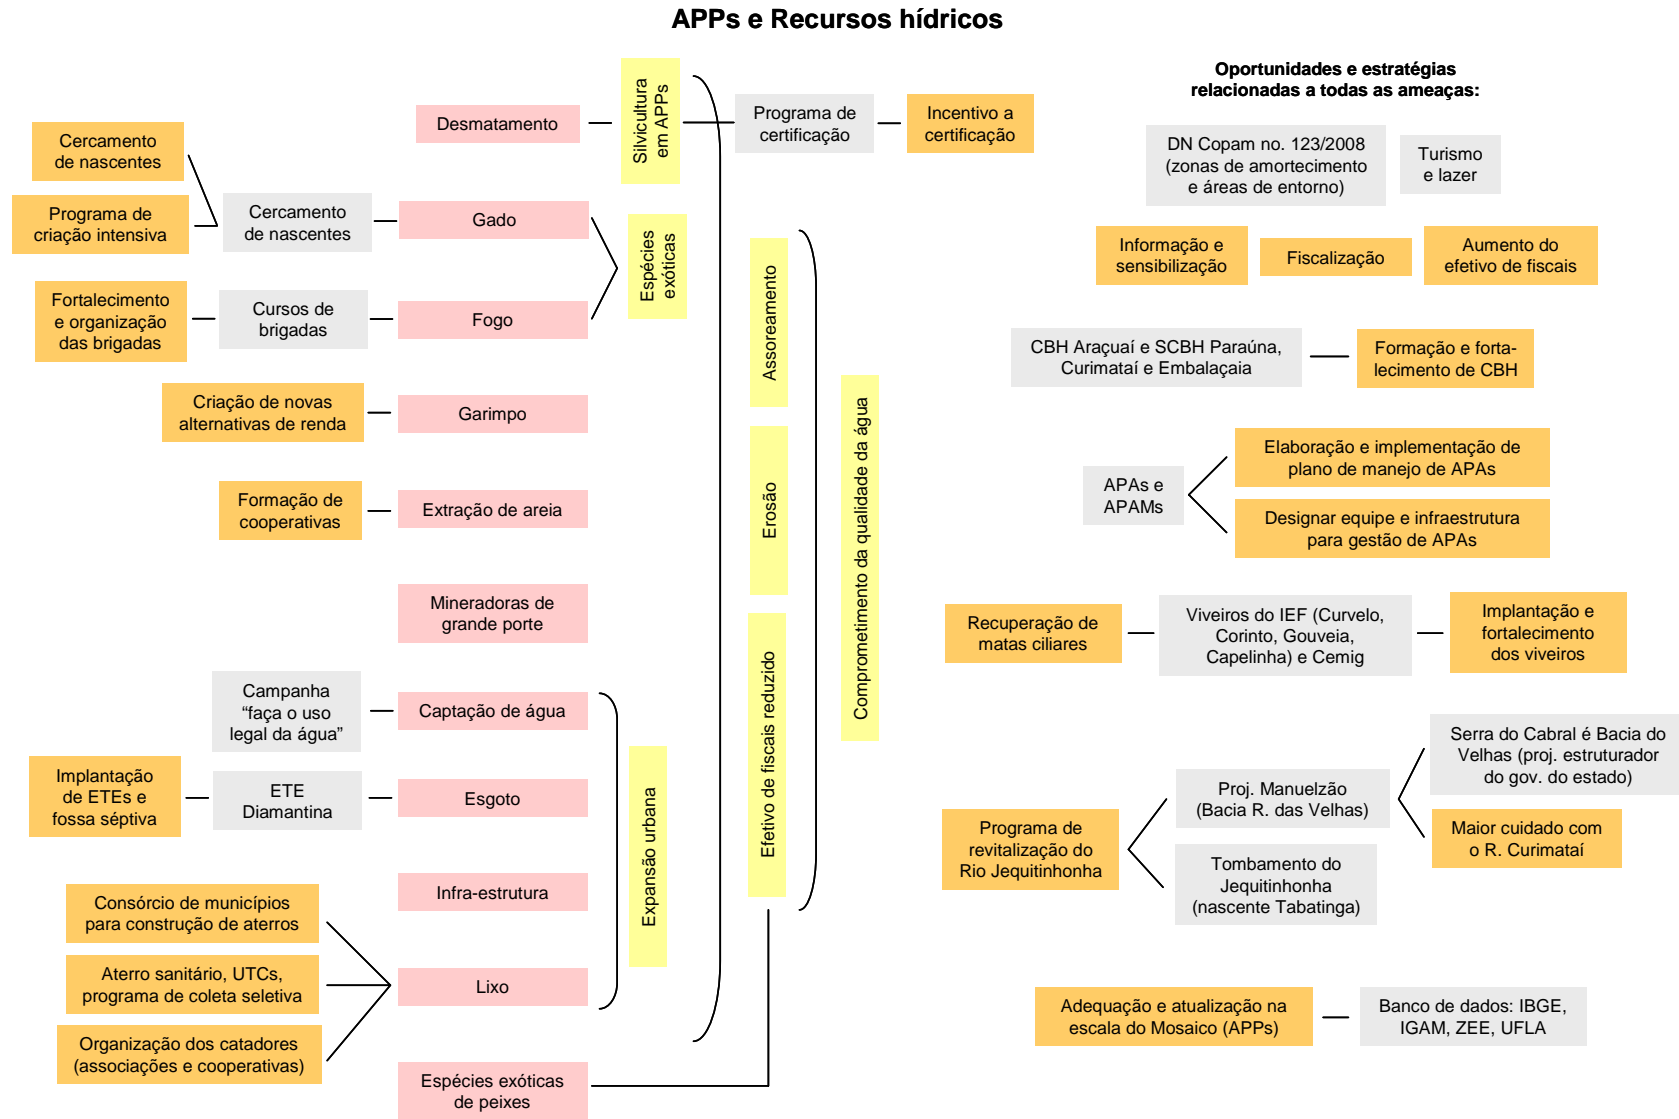 APPs e Recursos hídricos
Desmatamento
Silvicultura
em APPs
Programa de
certificação
Incentivo a
certificação
Cercamento
de nascentes
Programa de
criação intensiva
Cercamento
de nascentes
Gado
Espécies
exóticas
Fortalecimento
e organização
das brigadas
Cursos de
brigadas
Fogo
Criação de novas
alternativas de renda
Garimpo
Formação de
cooperativas
Extração de areia
Mineradoras de
grande porte
Campanha
“faça o uso
legal da água”
Captação de água
Implantação
de ETEs e
fossa séptiva
ETE
Diamantina
Esgoto
Infra-estrutura
Expansão urbana
Consórcio de municípios
para construção de aterros
Aterro sanitário, UTCs,
programa de coleta seletiva
Organização dos catadores
(associações e cooperativas)
Lixo
Espécies exóticas
de peixes
Assoreamento
Erosão
Efetivo de fiscais reduzido
Comprometimento da qualidade da água
Oportunidades e estratégias
relacionadas a todas as ameaças:
DN Copam no. 123/2008
(zonas de amortecimento
e áreas de entorno)
Turismo
e lazer
Informação e
sensibilização
Fiscalização
Aumento do
efetivo de fiscais
CBH Araçuaí e SCBH Paraúna,
Curimataí e Embalaçaia
Formação e forta-
lecimento de CBH
APAs e
APAMs
Elaboração e implementação de
plano de manejo de APAs
Designar equipe e infraestrutura
para gestão de APAs
Recuperação de
matas ciliares
Viveiros do IEF (Curvelo,
Corinto, Gouveia,
Capelinha) e Cemig
Implantação e
fortalecimento
dos viveiros
Programa de
revitalização do
Rio Jequitinhonha
Proj. Manuelzão
(Bacia R. das Velhas)
Tombamento do
Jequitinhonha
(nascente Tabatinga)
Serra do Cabral é Bacia do
Velhas (proj. estruturador
do gov. do estado)
Maior cuidado com
o R. Curimataí
Adequação e atualização na
escala do Mosaico (APPs)
Banco de dados: IBGE,
IGAM, ZEE, UFLA